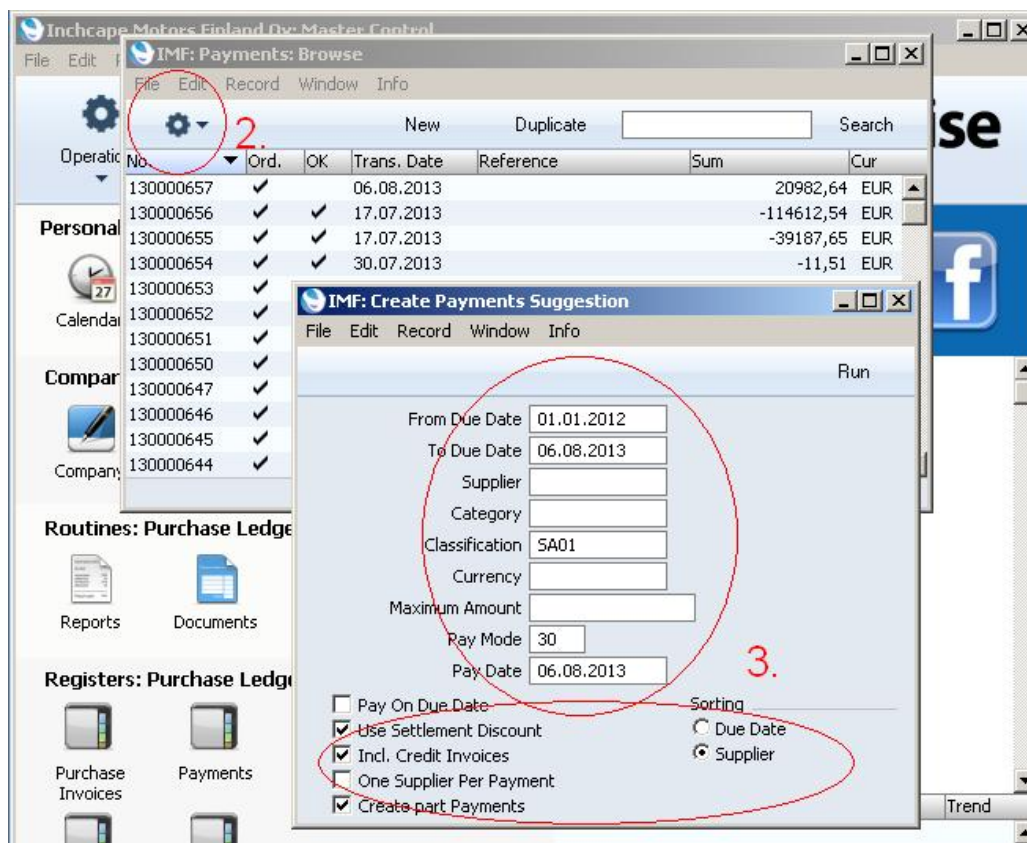 Inchcape Motors Finland Oy: Master Control
File Edit
IMF: Payments: Browse
File Edit Record Window Info
2.
New Duplicate Search
ise
No. Ord. OK Trans. Date Reference Sum Cur
130000657 ✓ 06.08.2013 20982,64 EUR
130000656 ✓ ✓ 17.07.2013 -114612,54 EUR
130000655 ✓ ✓ 17.07.2013 -39187,65 EUR
130000654 ✓ ✓ 30.07.2013 -11,51 EUR
130000653 ✓
130000652 ✓
130000651 ✓
130000650 ✓
130000647 ✓
130000646 ✓
130000645 ✓
130000644 ✓
Operatio
Personal
27
Calendar
Compan
Company
Routines: Purchase Ledge
Reports Documents
Registers: Purchase Ledge
Purchase Invoices
Payments
f
IMF: Create Payments Suggestion
File Edit Record Window Info
Run
From Due Date 01.01.2012
To Due Date 06.08.2013
Supplier
Category
Classification SA01
Currency
Maximum Amount
Pay Mode 30
Pay Date 06.08.2013
3.
Pay On Due Date
Use Settlement Discount
Incl. Credit Invoices
One Supplier Per Payment
Create part Payments
Sorting
Due Date
Supplier
Trend